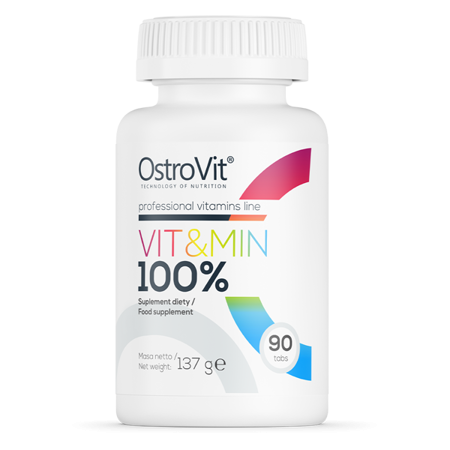 OstroVit®
TECHNOLOGY OF NUTRITION
professional vitamins line
VIT&MIN
100%
Suplement diety /
Food supplement
90
tabs
Masa netto /
Net weight: 137 g ℮